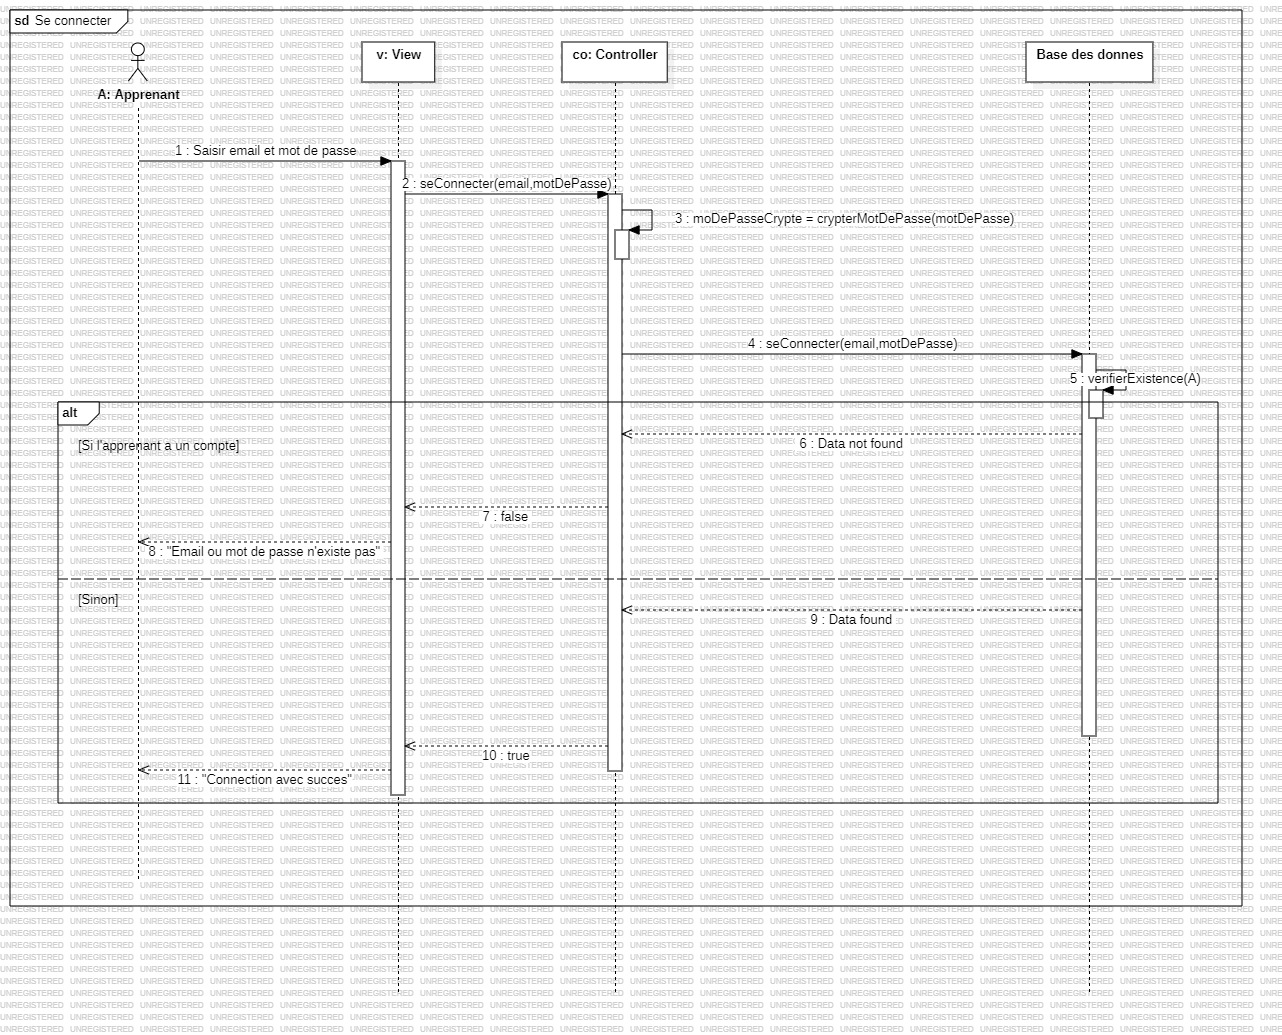 sd Se connecter
A: Apprenant
v: View
co: Controller
Base des donnes
1 : Saisir email et mot de passe
2 : seConnecter(email,motDePasse)
3 : moDePasseCrypte = crypterMotDePasse(motDePasse)
4 : seConnecter(email,motDePasse)
5 : verifierExistence(A)
alt
[Si l'apprenant a un compte]
6 : Data not found
7 : false
8 : "Email ou mot de passe n'existe pas"
[Sinon]
9 : Data found
10 : true
11 : "Connection avec succes"
UNREGISTERED